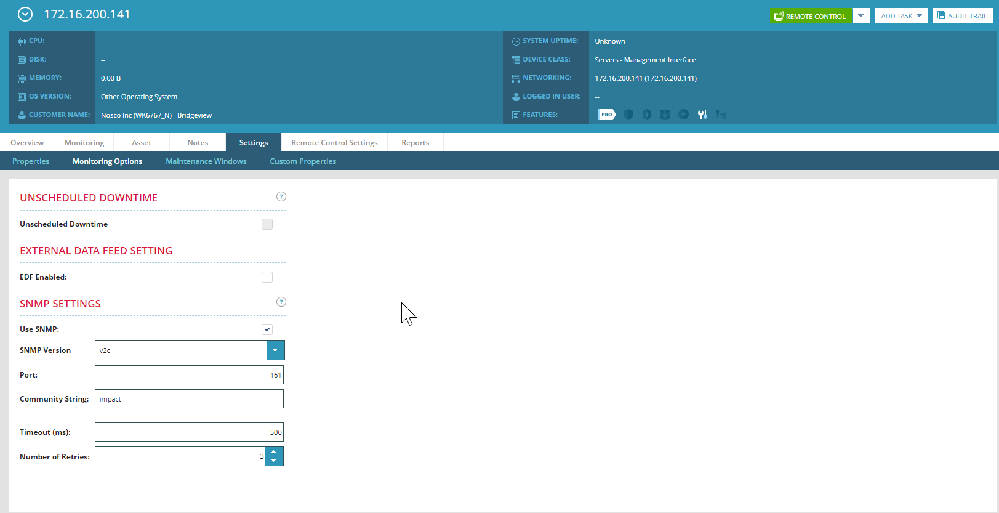 172.16.200.141
REMOTE CONTROL
ADD TASK
AUDIT TRAIL
CPU: --
DISK: --
MEMORY: 0.00 B
OS VERSION: Other Operating System
CUSTOMER NAME: Nosco Inc (WK6767_N) - Bridgeview
SYSTEM UPTIME: Unknown
DEVICE CLASS: Servers - Management Interface
NETWORKING: 172.16.200.141 (172.16.200.141)
LOGGED IN USER: --
FEATURES: PRO
Overview Monitoring Asset Notes Settings Remote Control Settings Reports
Properties Monitoring Options Maintenance Windows Custom Properties
UNSCHEDULED DOWNTIME ?
Unscheduled Downtime
EXTERNAL DATA FEED SETTING
EDF Enabled:
SNMP SETTINGS ?
Use SNMP:
SNMP Version v2c
Port: 161
Community String: impact
Timeout (ms): 500
Number of Retries: 3